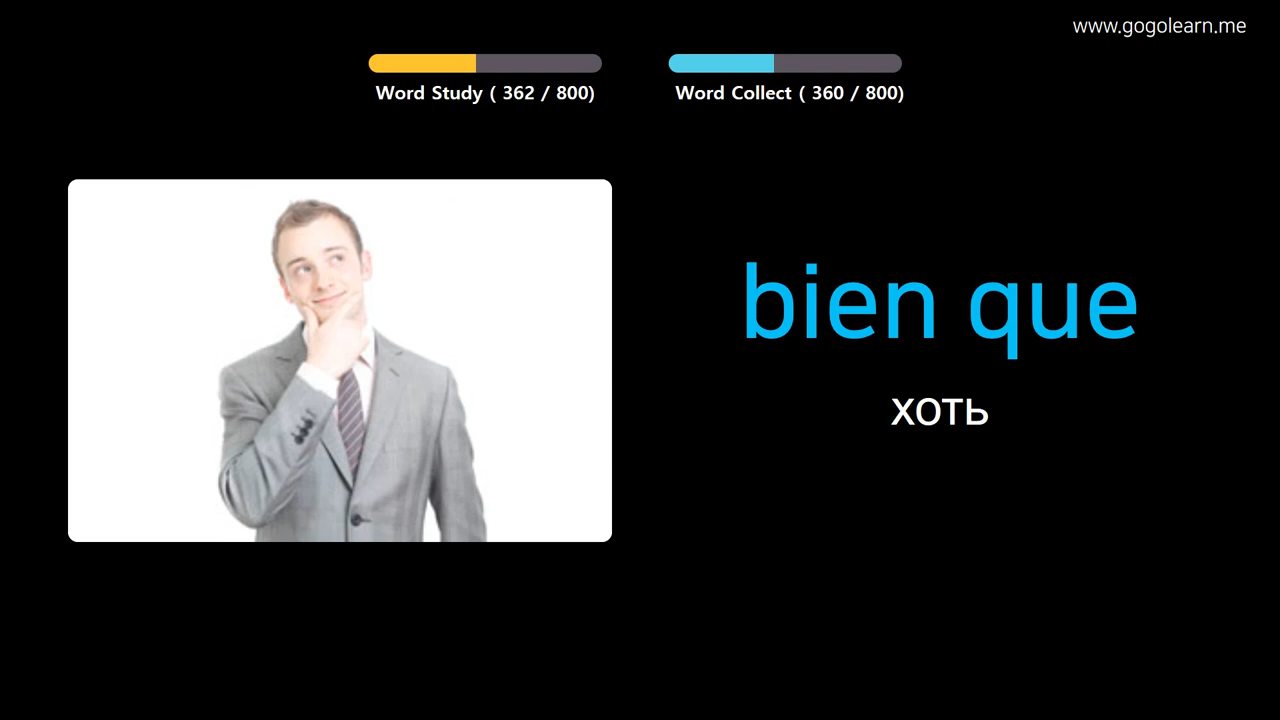 www.gogolearn.me
Word Study ( 362 / 800)
Word Collect ( 360 / 800)
bien que
хоть